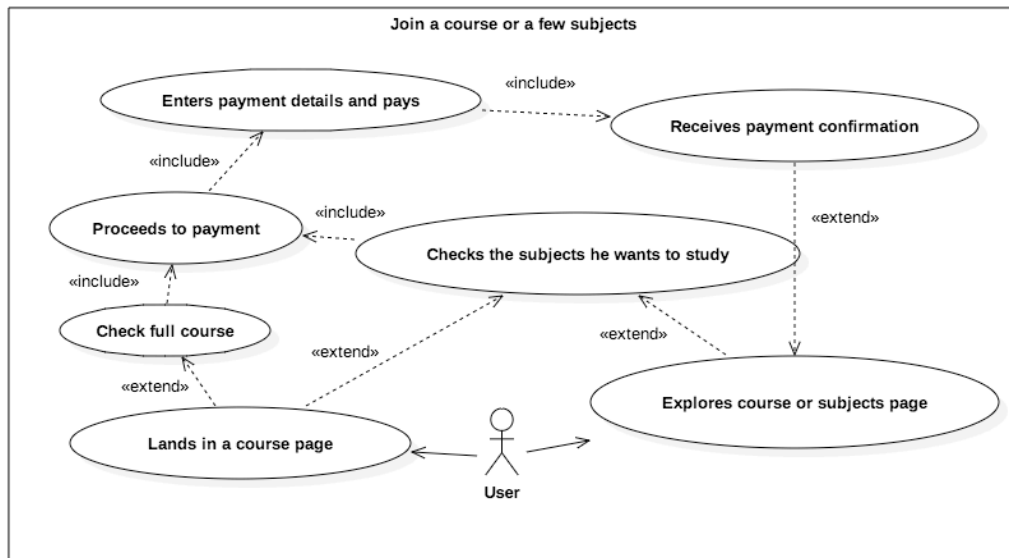 Join a course or a few subjects
«include»
Enters payment details and pays
Receives payment confirmation
«include»
«include»
«extend»
Proceeds to payment
Checks the subjects he wants to study
«include»
Check full course
«extend»
«extend»
«extend»
Explores course or subjects page
Lands in a course page
User